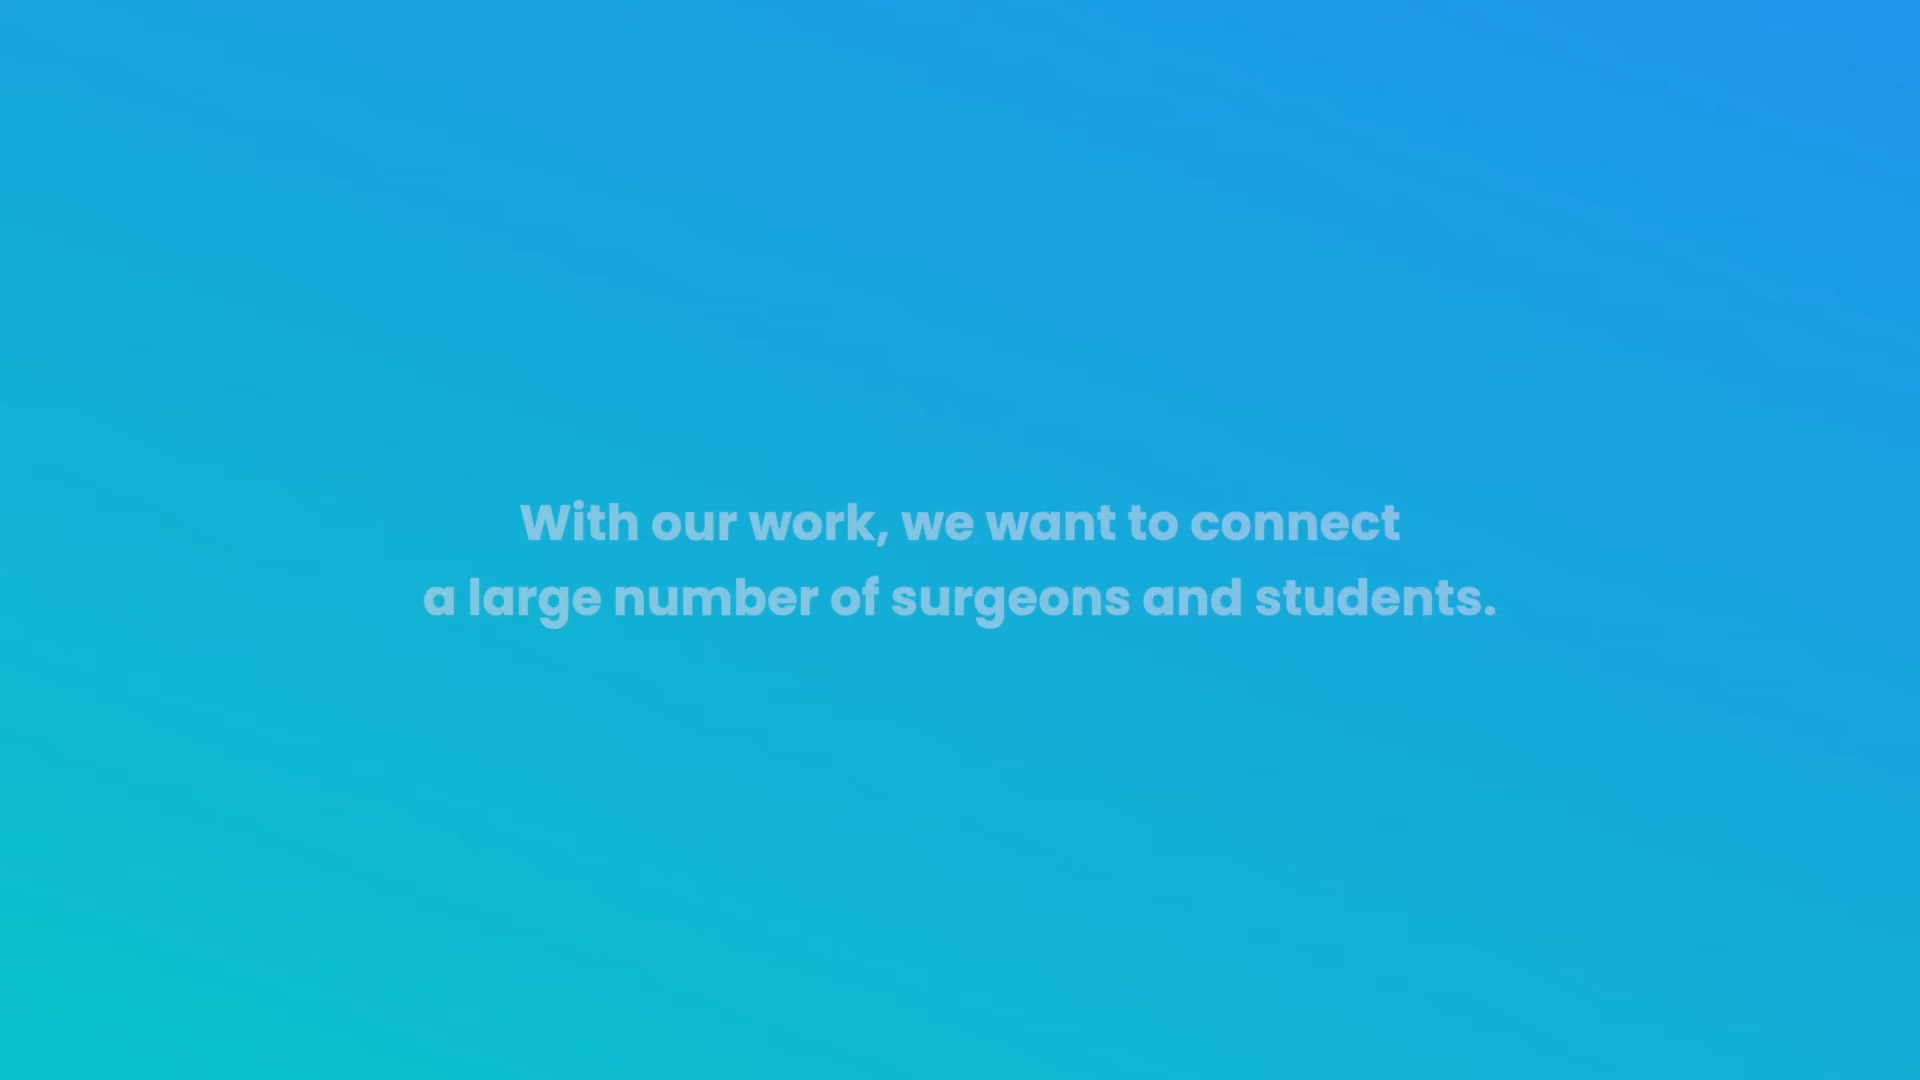 With our work, we want to connect
a large number of surgeons and students.